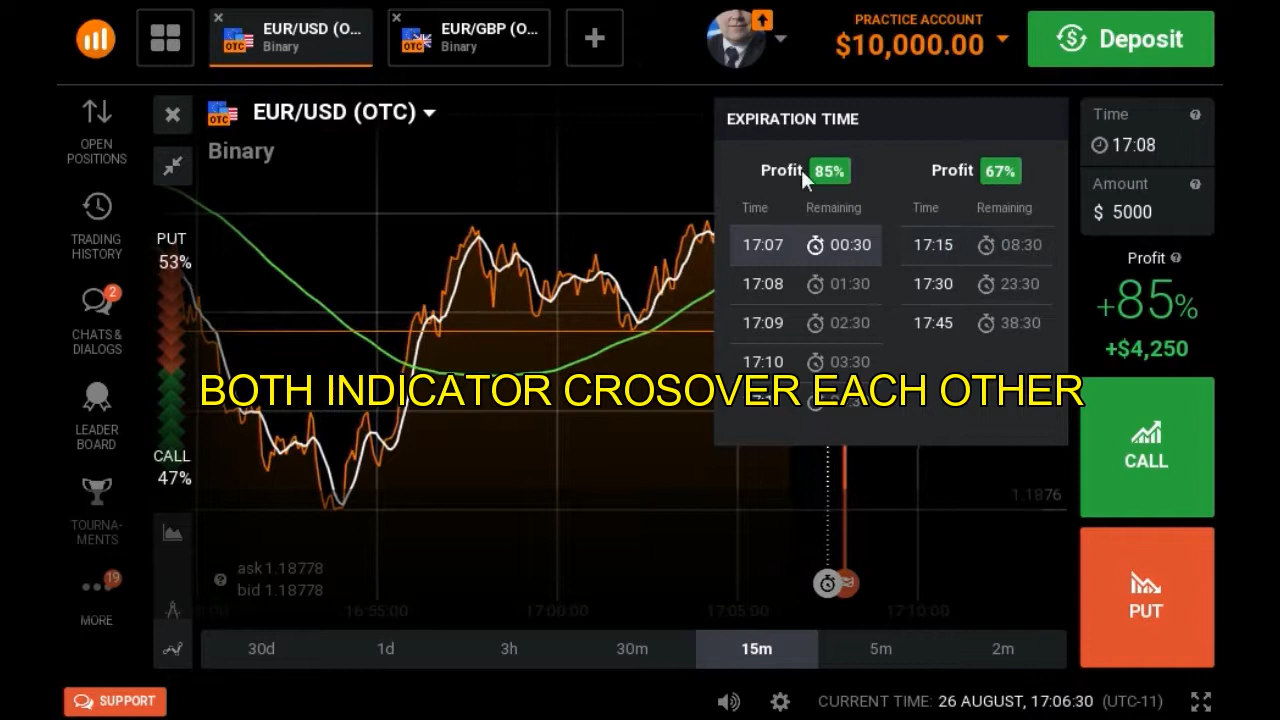 EUR/USD (O...
Binary
EUR/GBP (O...
Binary
PRACTICE ACCOUNT
$10,000.00
Deposit
OPEN
POSITIONS
TRADING
HISTORY
2
CHATS &
DIALOGS
LEADER
BOARD
TOURNA-
MENTS
19
MORE
OTC
EUR/USD (OTC)
Binary
PUT
53%
CALL
47%
EXPIRATION TIME
Profit 85%
Profit 67%
Time Remaining
Time Remaining
17:07 00:30
17:15 08:30
17:08 01:30
17:30 23:30
17:09 02:30
17:45 38:30
17:10 03:30
BOTH INDICATOR CROSOVER EACH OTHER
Time
17:08
Amount
$ 5000
Profit
+85%
+$4,250
CALL
PUT
1.1876
ask 1.18778
bid 1.18778
16:55:00
17:00:00
17:05:00
17:10:00
30d
1d
3h
30m
15m
5m
2m
SUPPORT
CURRENT TIME: 26 AUGUST, 17:06:30 (UTC-11)